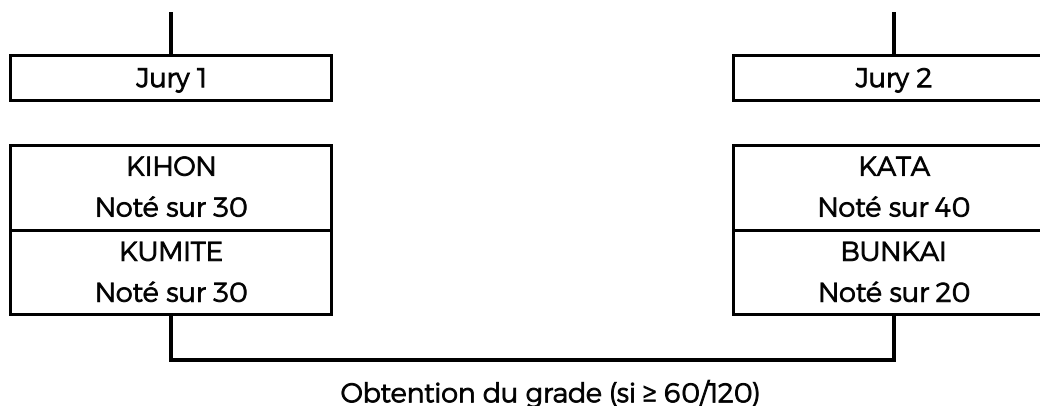 Jury 1
KIHON
Noté sur 30
KUMITE
Noté sur 30
Jury 2
KATA
Noté sur 40
BUNKAI
Noté sur 20
Obtention du grade (si ≥ 60/120)